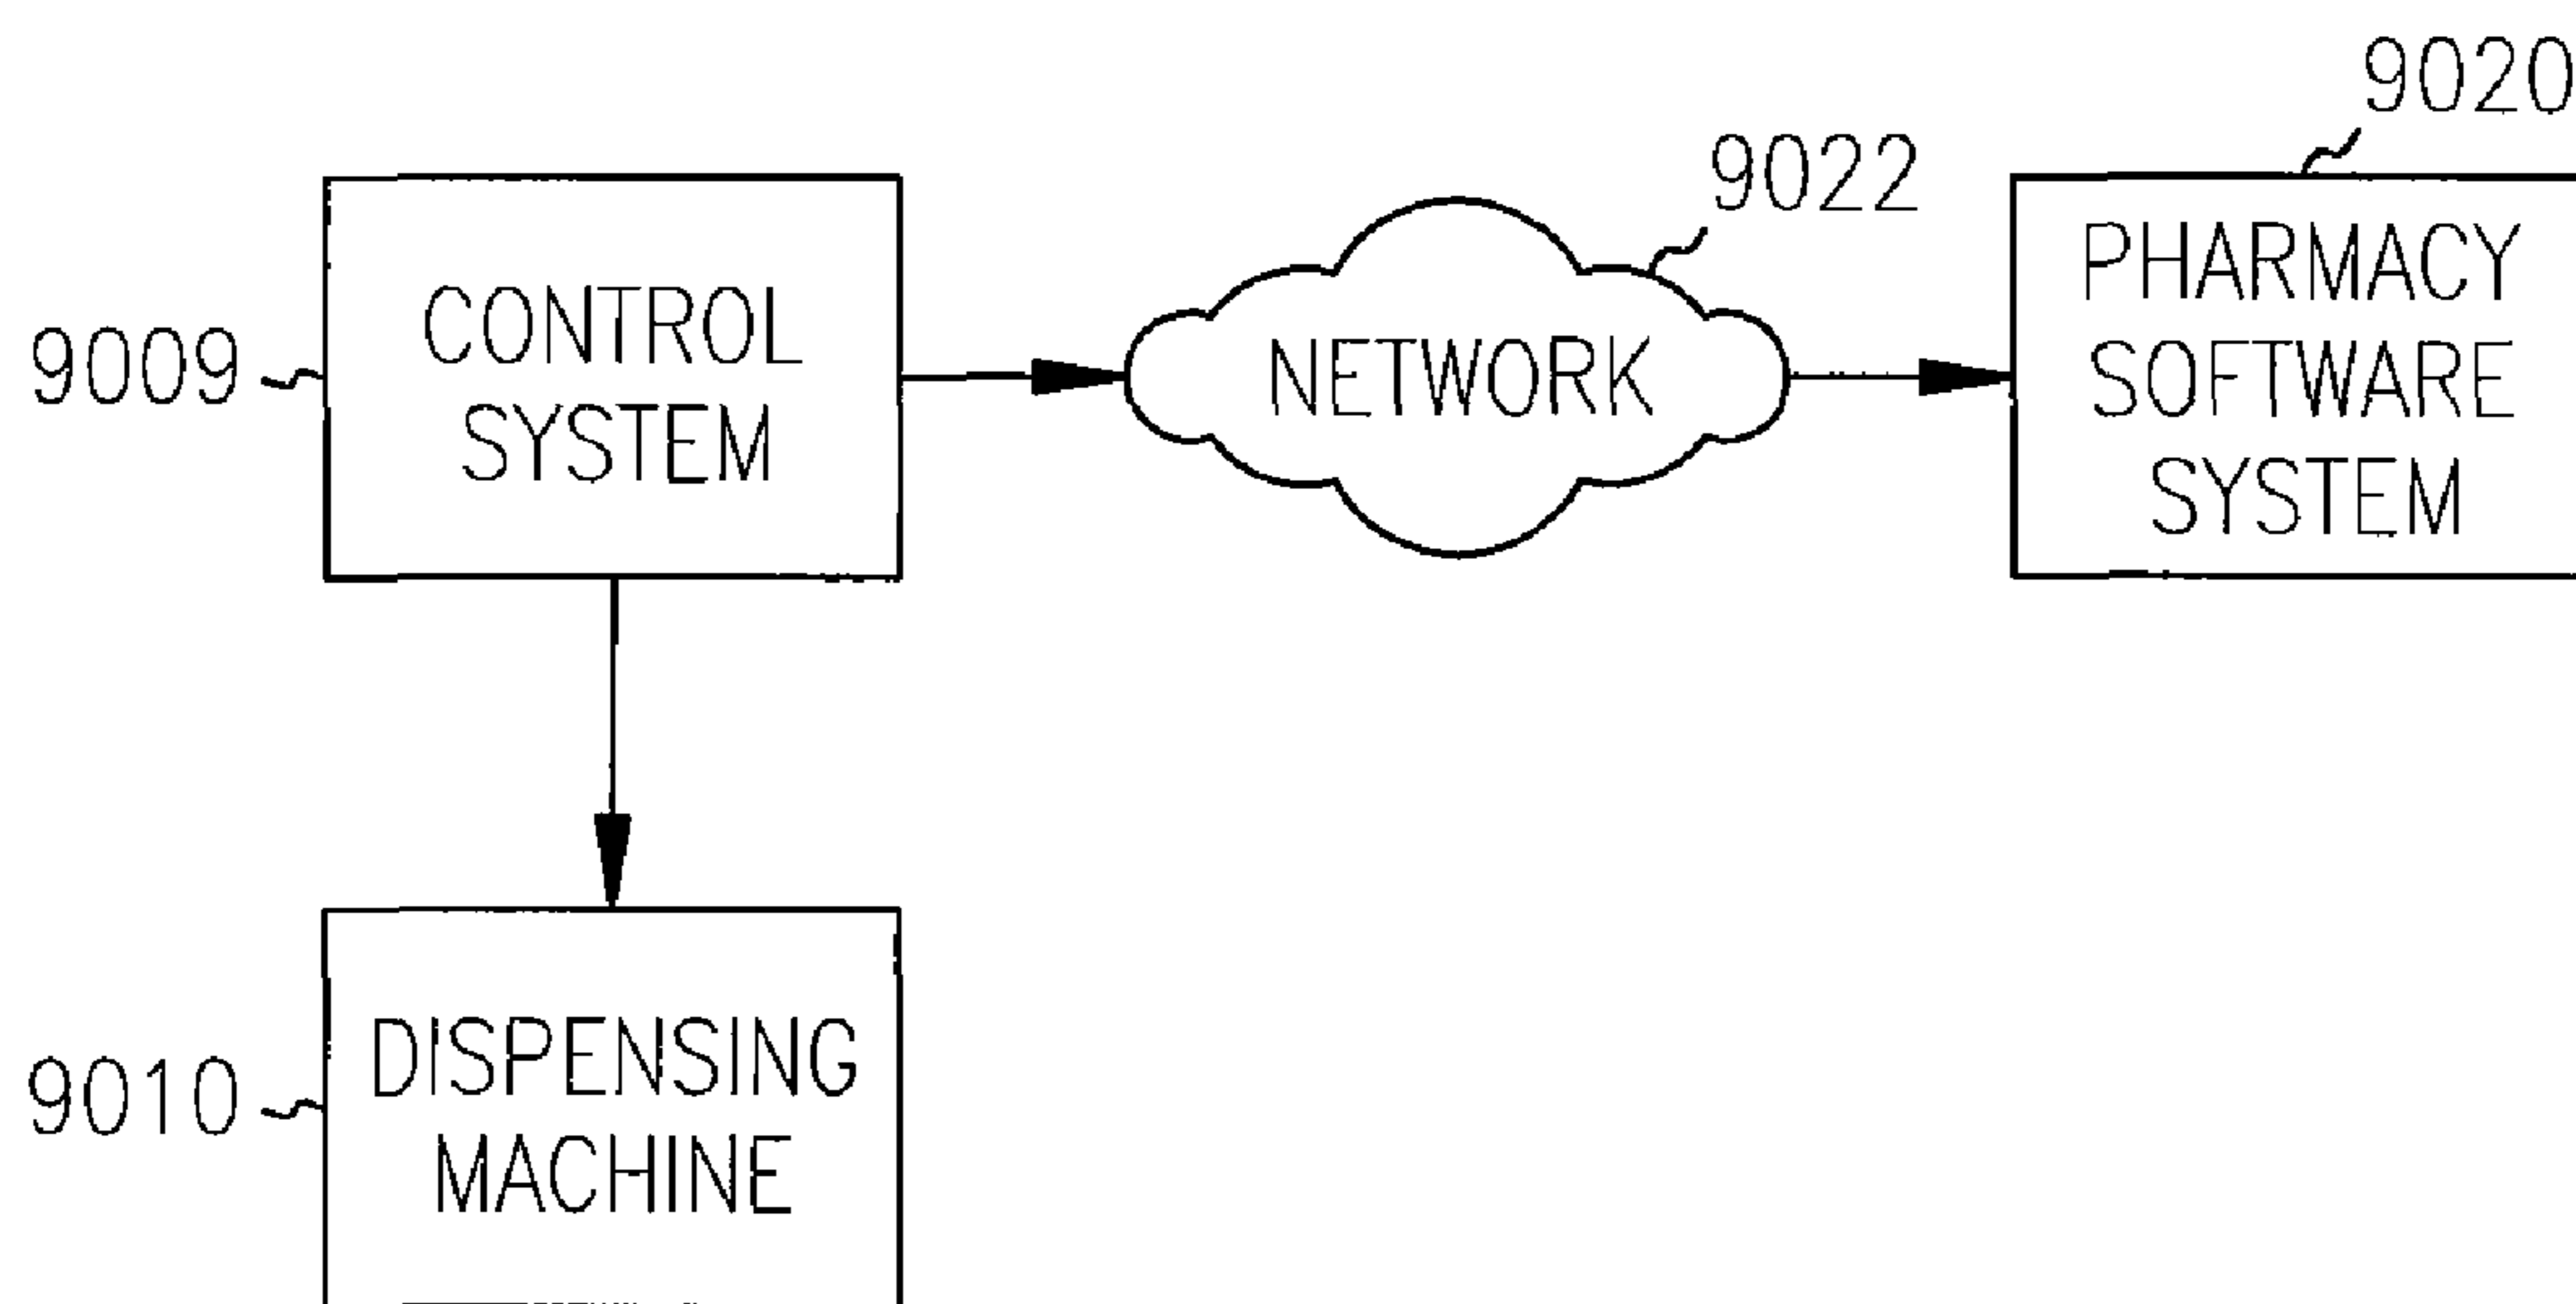 9020
9022
PHARMACY
SOFTWARE
SYSTEM
CONTROL
SYSTEM
9009
NETWORK
DISPENSING
MACHINE
9010